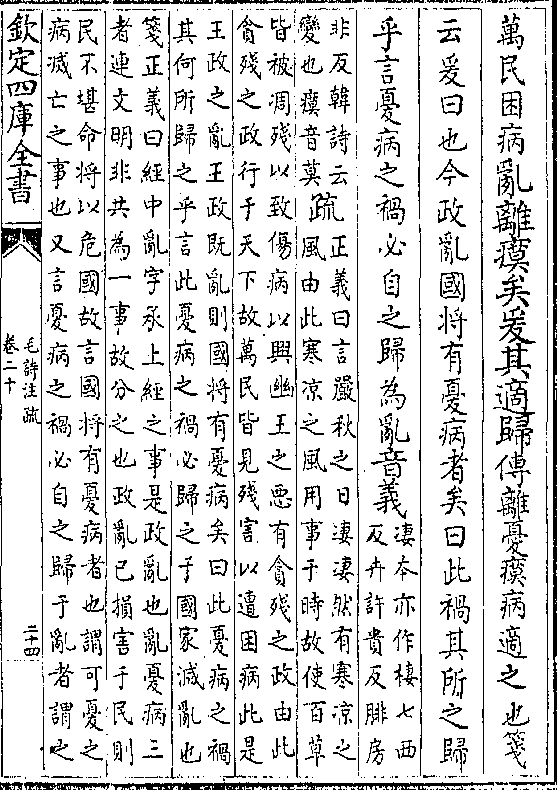 萬民困病亂離瘼矣爰其適歸傳離憂瘼病適之也箋
云爰曰也今政亂國將有憂病者矣曰此禍其所之歸
乎言憂病之禍必自之歸為亂音義淒本亦作棲七西
反卉許貴反腓房
非反韓詩云
變也瘼音莫
疏正義曰言嚴秋之日淒淒然有寒涼之
風由此寒涼之風用事于時故使百草
皆被凋殘以致傷病以興幽王之惡有貪殘之政由此
貪殘之政行于天下故萬民皆見殘害以遭困病此是
王政之亂王政既亂則國將有憂病矣曰此憂病之禍
其何所歸之乎言此憂病之禍必歸之于國家滅亂也
箋正義曰經中亂字承上經之事是政亂也亂憂病三
者連文明非共為一事故分之也政亂已損害于民則
民不堪命將以危國故言國將有憂病者也謂可憂之
病滅亡之事也又言憂病之禍必自之歸于亂者謂之
欽定四庫全書
毛詩注疏
卷二十
二十四